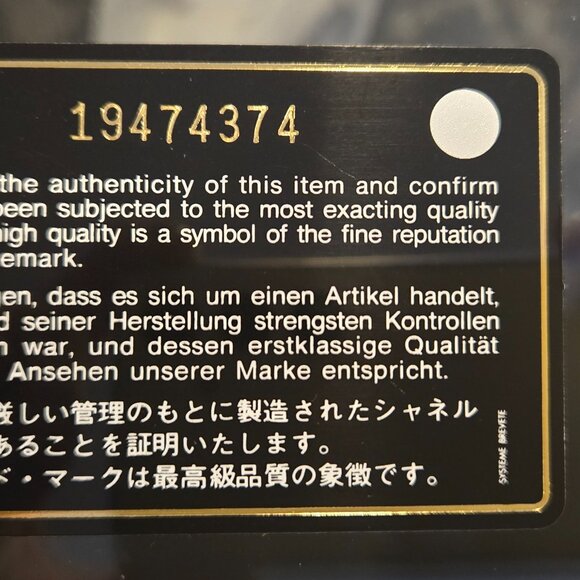 19474374
the authenticity of this item and confirm
been subjected to the most exacting quality
high quality is a symbol of the fine reputation
emark.
gen, dass es sich um einen Artikel handelt,
d seiner Herstellung strengsten Kontrollen
n war, und dessen erstklassige Qualität
Ansehen unserer Marke entspricht.
厳しい管理のもとに製造されたシャネル
あることを証明いたします。
ド・マークは最高級品質の象徴です。
SYSTEME BREVETE